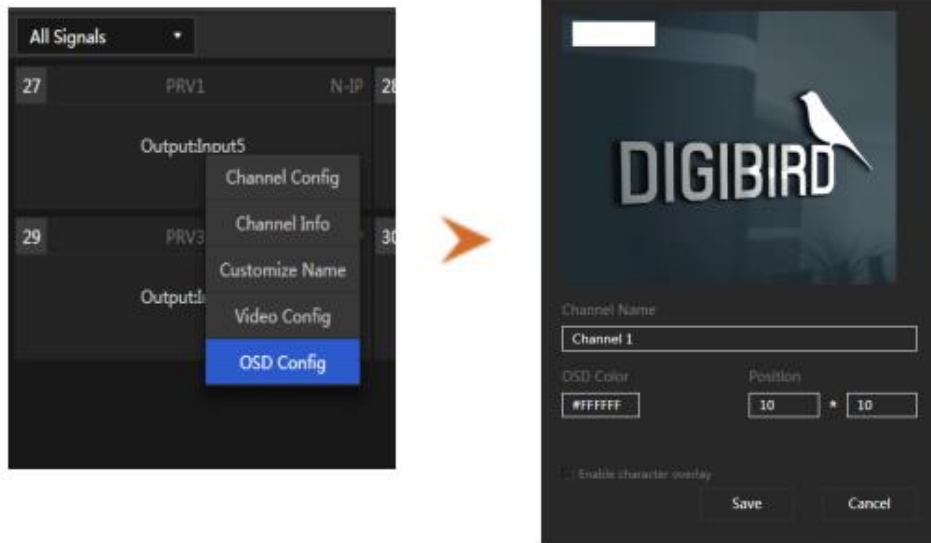 All Signals
27 PRV1 N-IP 28
Output:Input5
Channel Config
Channel Info
29 PRV3 30
Customize Name
Output:I
Video Config
OSD Config
DIGIBIRD
Channel Name
Channel 1
OSD Color Position
#FFFFFF 10 * 10
Enable character overlay
Save Cancel